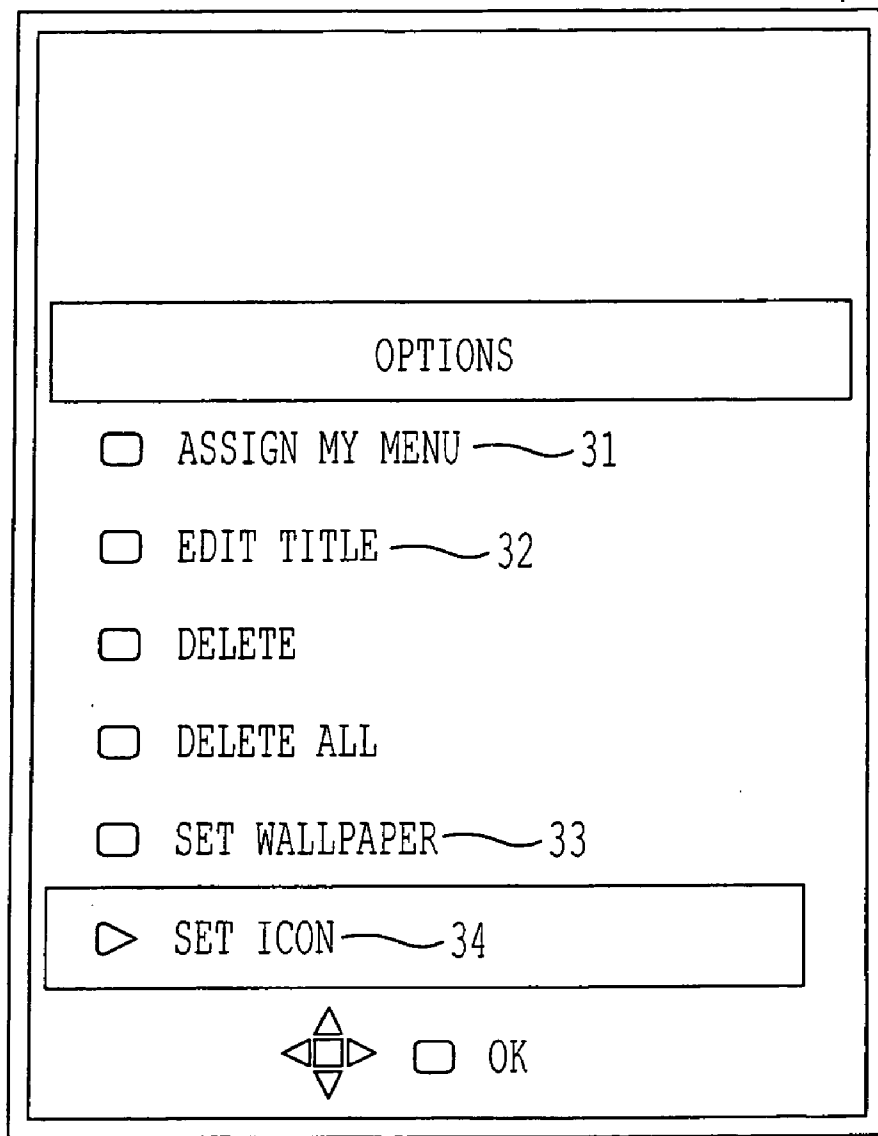 OPTIONS
ASSIGN MY MENU 31
EDIT TITLE 32
DELETE
DELETE ALL
SET WALLPAPER 33
SET ICON 34
OK